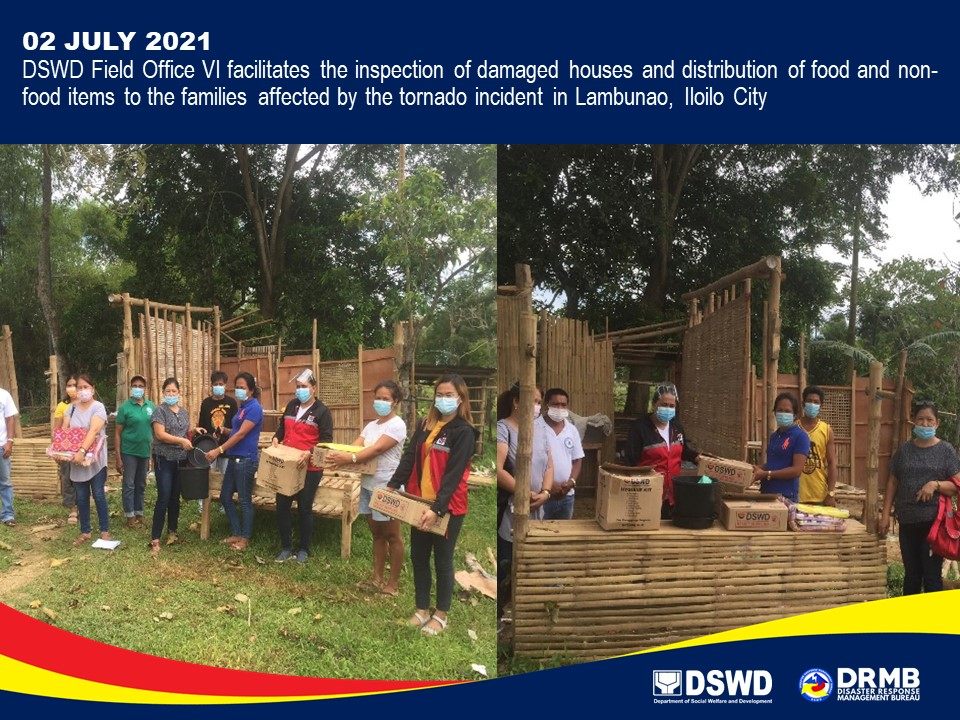 02 JULY 2021
DSWD Field Office VI facilitates the inspection of damaged houses and distribution of food and non-
food items to the families affected by the tornado incident in Lambunao, Iloilo City
DSWD
DSWD
DSWD
DSWD
Department of Social Welfare and Development
DRMB
DISASTER RESPONSE
MANAGEMENT BUREAU